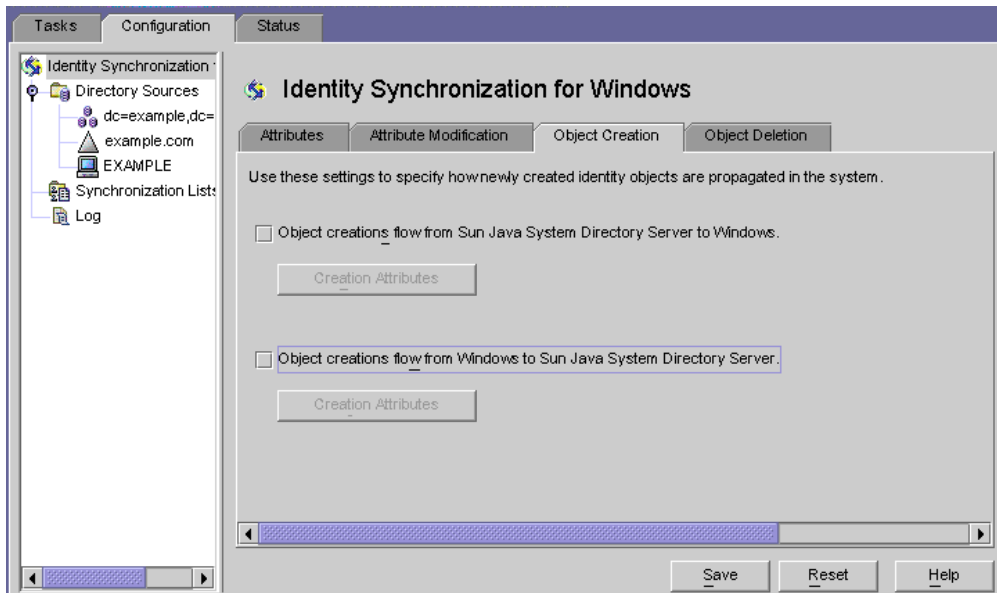 Tasks
Configuration
Status
Identity Synchronization
Directory Sources
dc=example,dc=
example.com
EXAMPLE
Synchronization Lists
Log
Identity Synchronization for Windows
Attributes
Attribute Modification
Object Creation
Object Deletion
Use these settings to specify how newly created identity objects are propagated in the system.
Object creations flow from Sun Java System Directory Server to Windows.
Creation Attributes
Object creations flow from Windows to Sun Java System Directory Server.
Creation Attributes
Save
Reset
Help